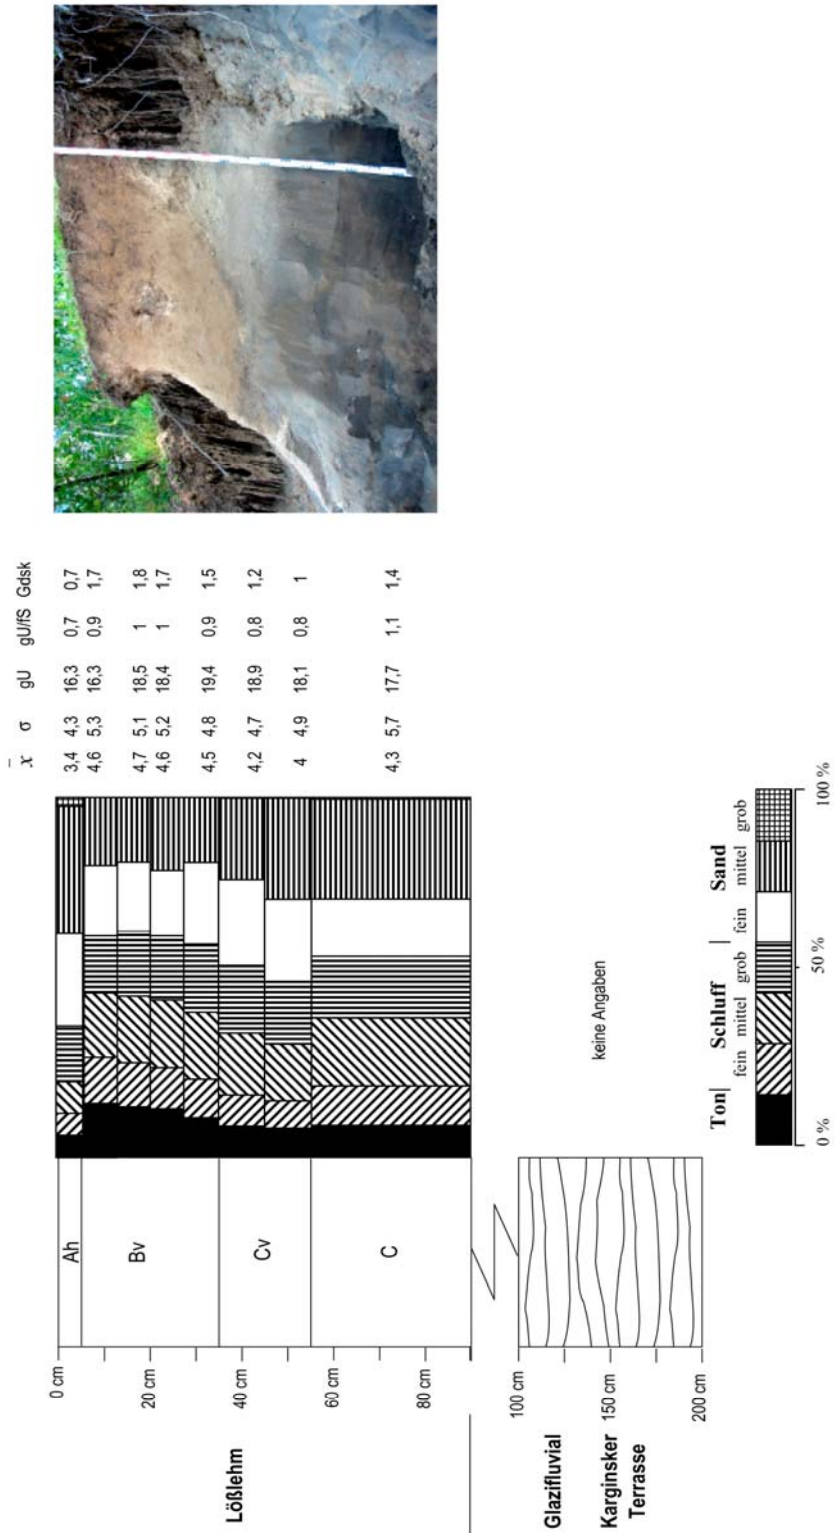 x̄ σ gU gU/fS Gdsk
0 cm Ah 3,4 4,3 16,3 0,7 0,7
4,6 5,3 16,3 0,9 1,7
20 cm Bv 4,7 5,1 18,5 1 1,8
4,6 5,2 18,4 1 1,7
4,5 4,8 19,4 0,9 1,5
Lößlehm 40 cm Cv 4,2 4,7 18,9 0,8 1,2
4 4,9 18,1 0,8 1
60 cm
C 4,3 5,7 17,7 1,1 1,4
80 cm
100 cm
Glazifluvial
keine Angaben
Karginsker 150 cm
Terrasse
200 cm
Ton| Schluff | Sand
fein mittel grob fein mittel grob
0 % 50 % 100 %